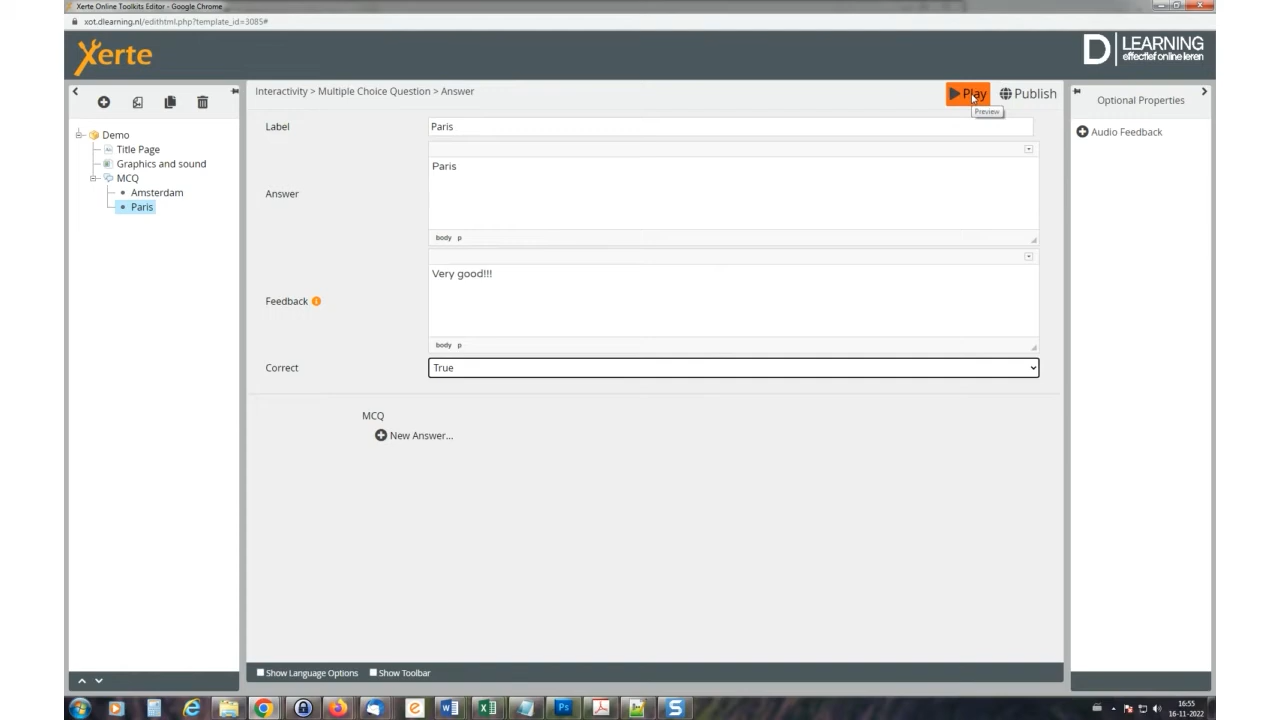 Xerte Online Toolkits Editor - Google Chrome
xot.dlearning.nl/edithtml.php?template_id=3085#
Xerte
D LEARNING
effectief online leren
Interactivity > Multiple Choice Question > Answer
Play
Publish
Preview
Optional Properties
Audio Feedback
Demo
Title Page
Graphics and sound
MCQ
Amsterdam
Paris
Label
Paris
Answer
Paris
body p
Feedback
Very good!!!
body p
Correct
True
MCQ
New Answer...
Show Language Options
Show Toolbar
16:55
16-11-2022